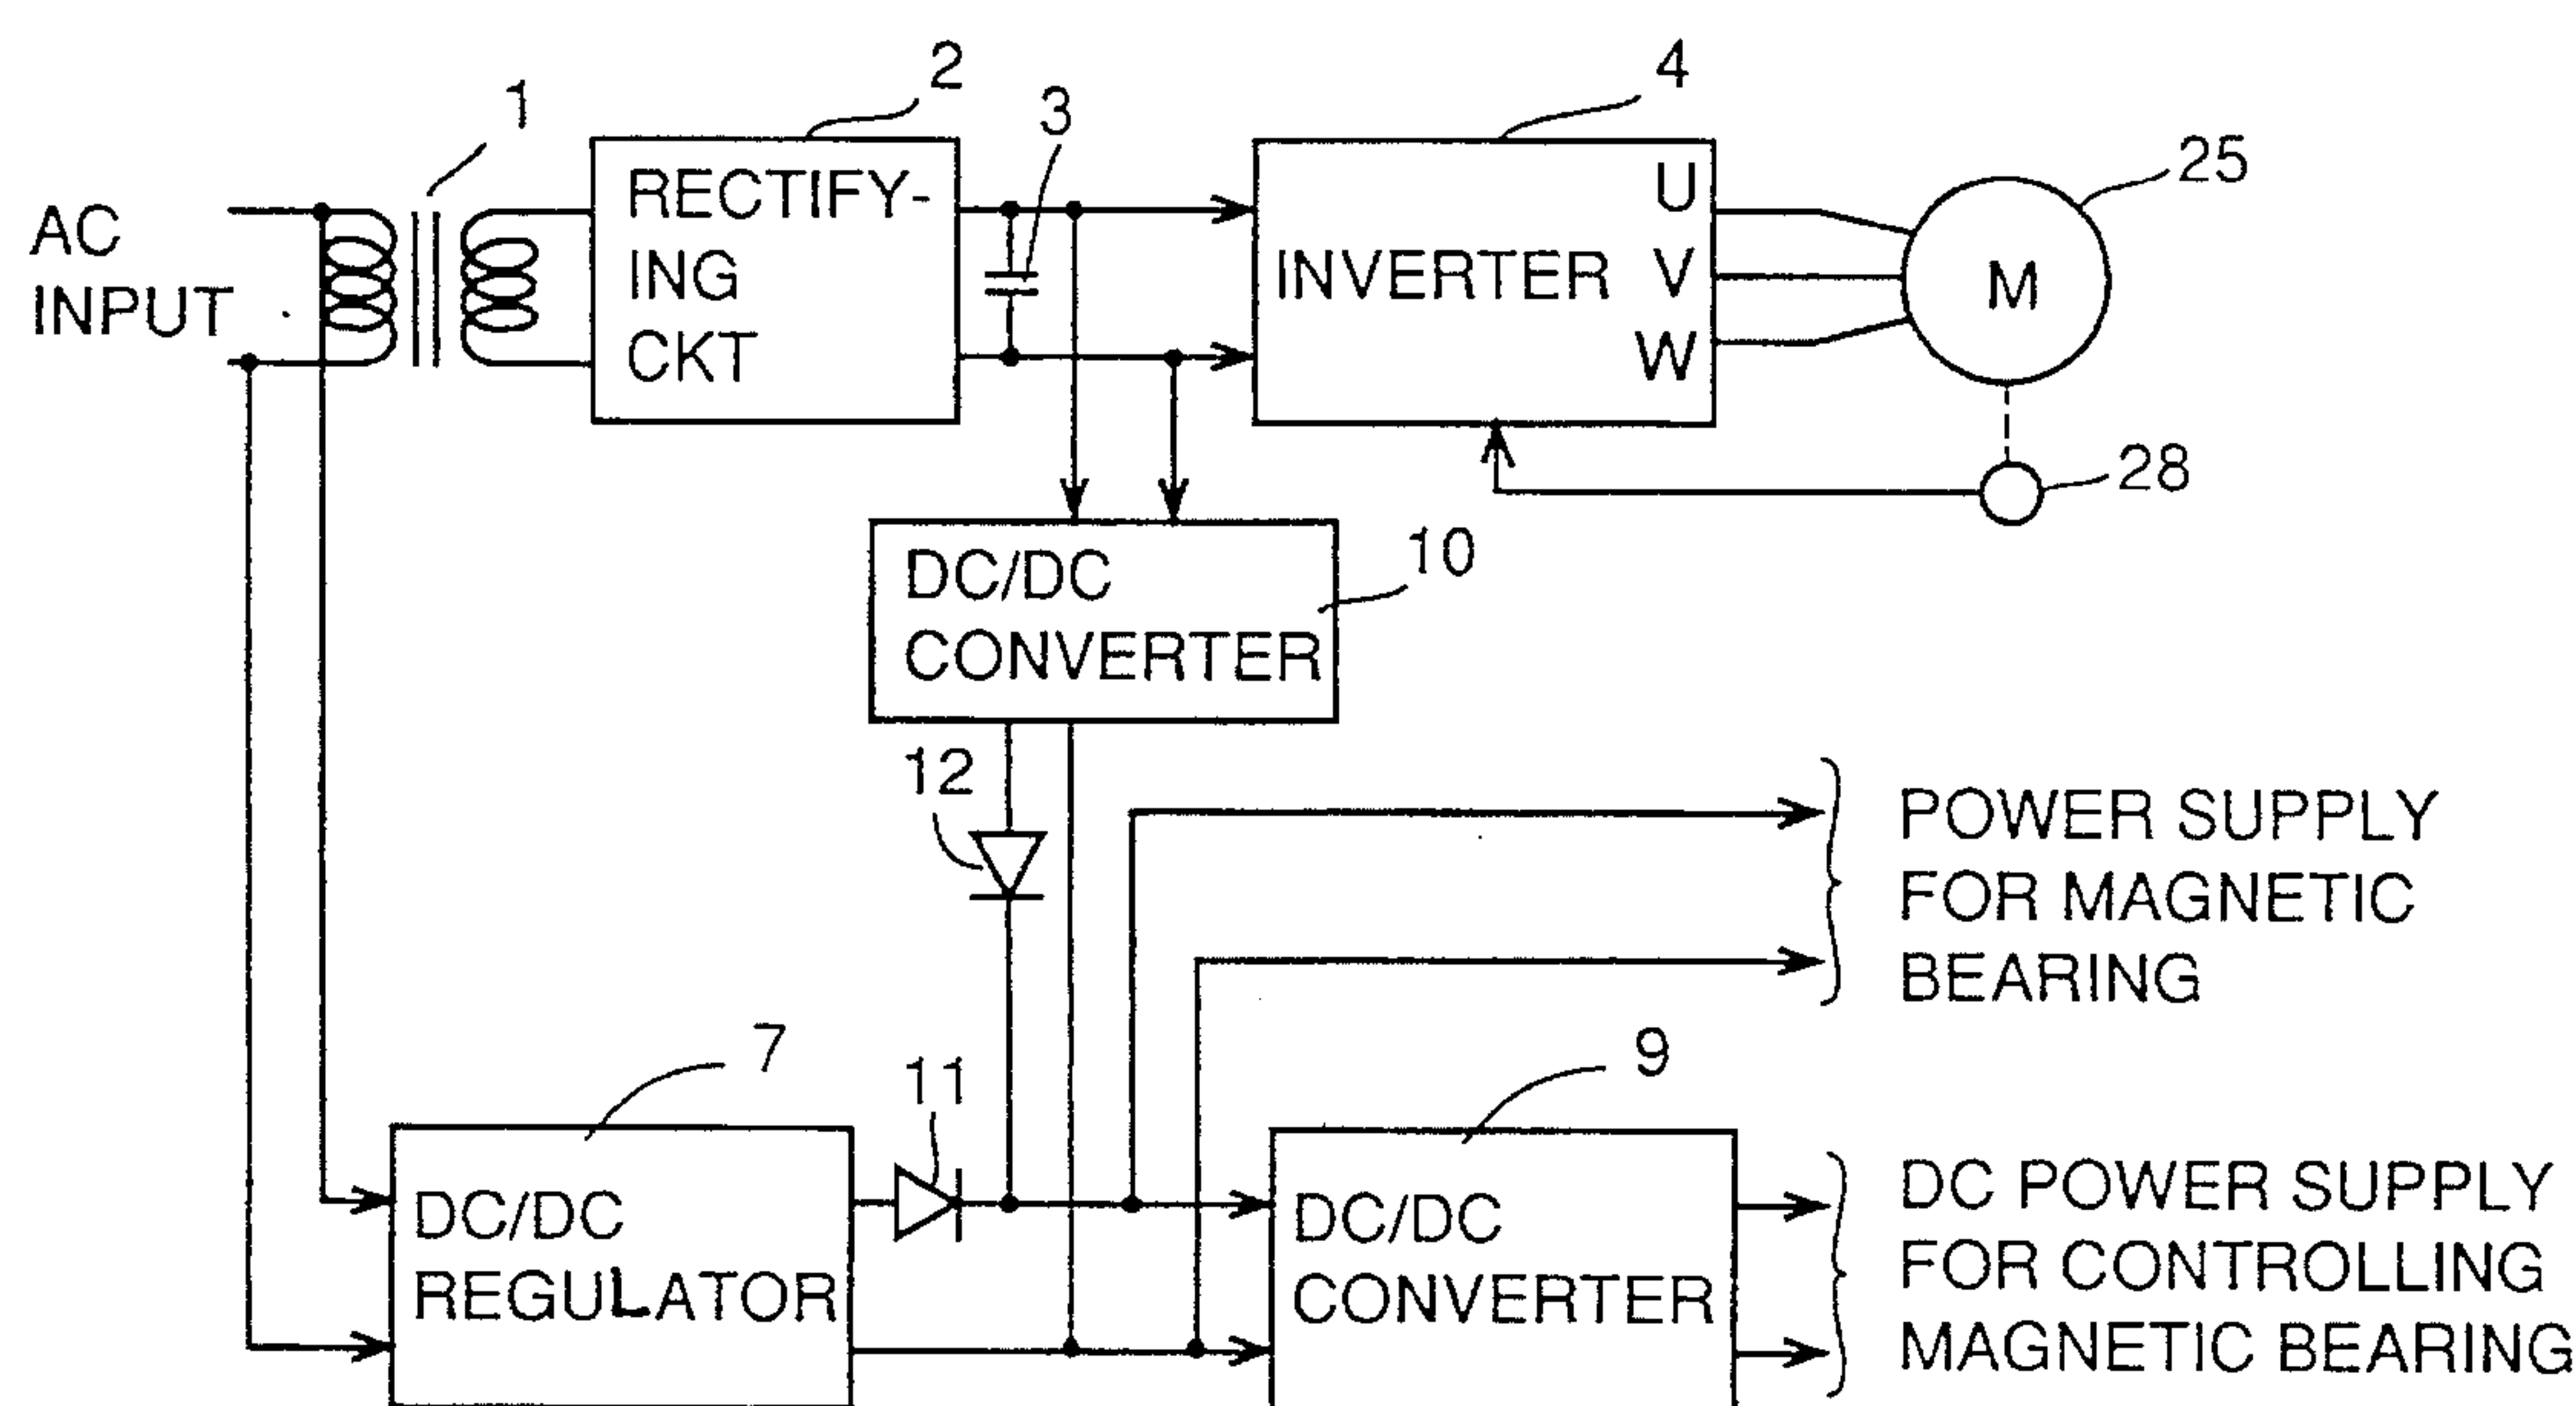 1
2
3
4
25
AC
INPUT
RECTIFY-
ING
CKT
INVERTER
U
V
W
M
28
DC/DC
CONVERTER
10
12
POWER SUPPLY
FOR MAGNETIC
BEARING
7
11
9
DC/DC
REGULATOR
DC/DC
CONVERTER
DC POWER SUPPLY
FOR CONTROLLING
MAGNETIC BEARING